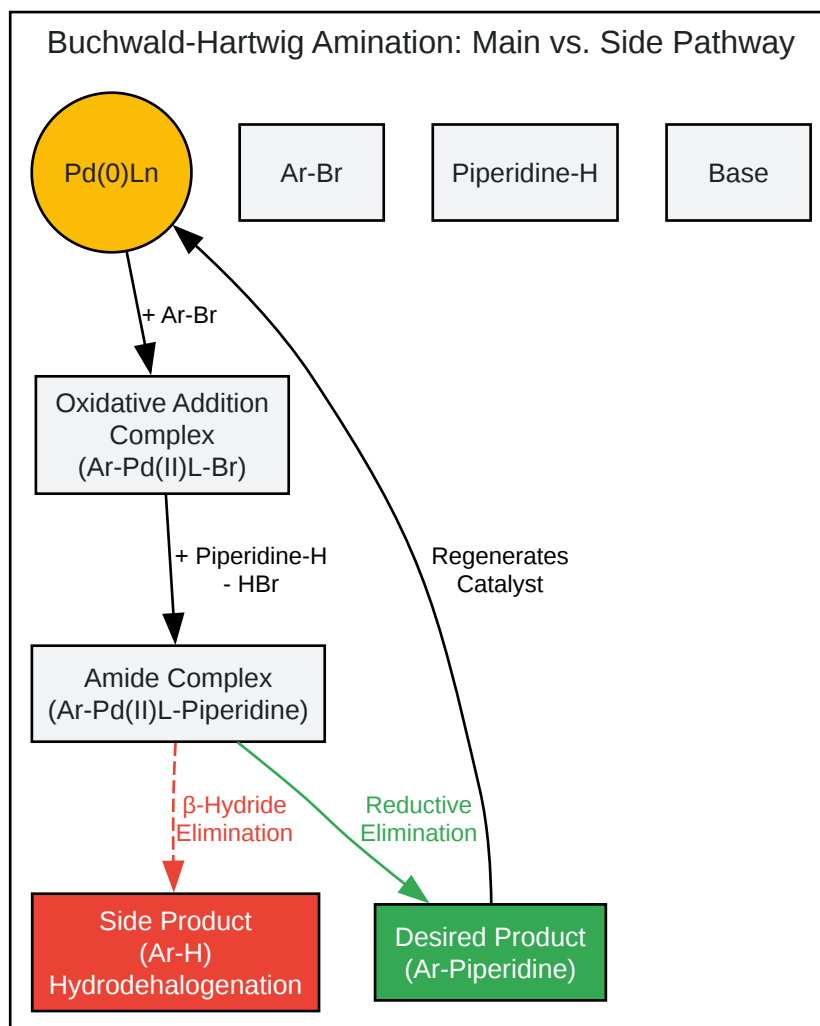 Buchwald-Hartwig Amination: Main vs. Side Pathway
Pd(0)Ln
Ar-Br
Piperidine-H
Base
+ Ar-Br
Oxidative Addition
Complex
(Ar-Pd(II)L-Br)
+ Piperidine-H
- HBr
Regenerates
Catalyst
Amide Complex
(Ar-Pd(II)L-Piperidine)
β-Hydride
Elimination
Reductive
Elimination
Side Product
(Ar-H)
Hydrodehalogenation
Desired Product
(Ar-Piperidine)